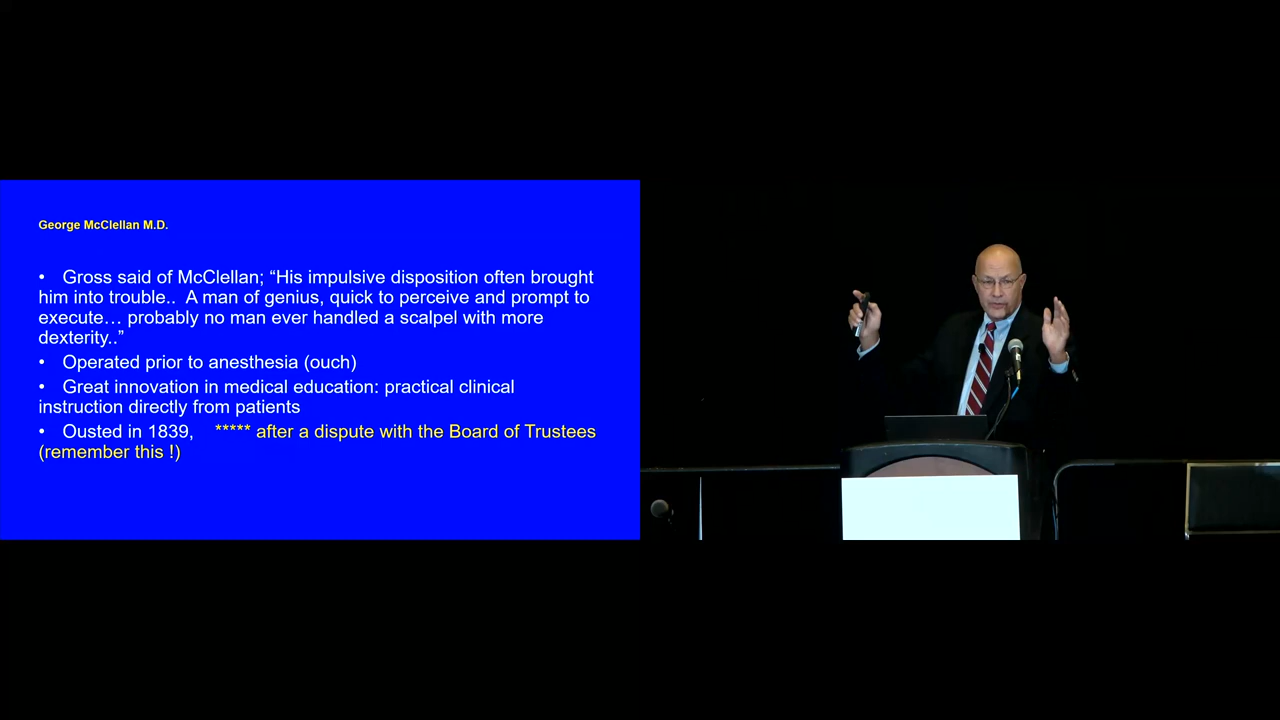 George McClellan M.D.
• Gross said of McClellan; “His impulsive disposition often brought
him into trouble.. A man of genius, quick to perceive and prompt to
execute… probably no man ever handled a scalpel with more
dexterity..”
• Operated prior to anesthesia (ouch)
• Great innovation in medical education: practical clinical
instruction directly from patients
• Ousted in 1839, ***** after a dispute with the Board of Trustees
(remember this !)